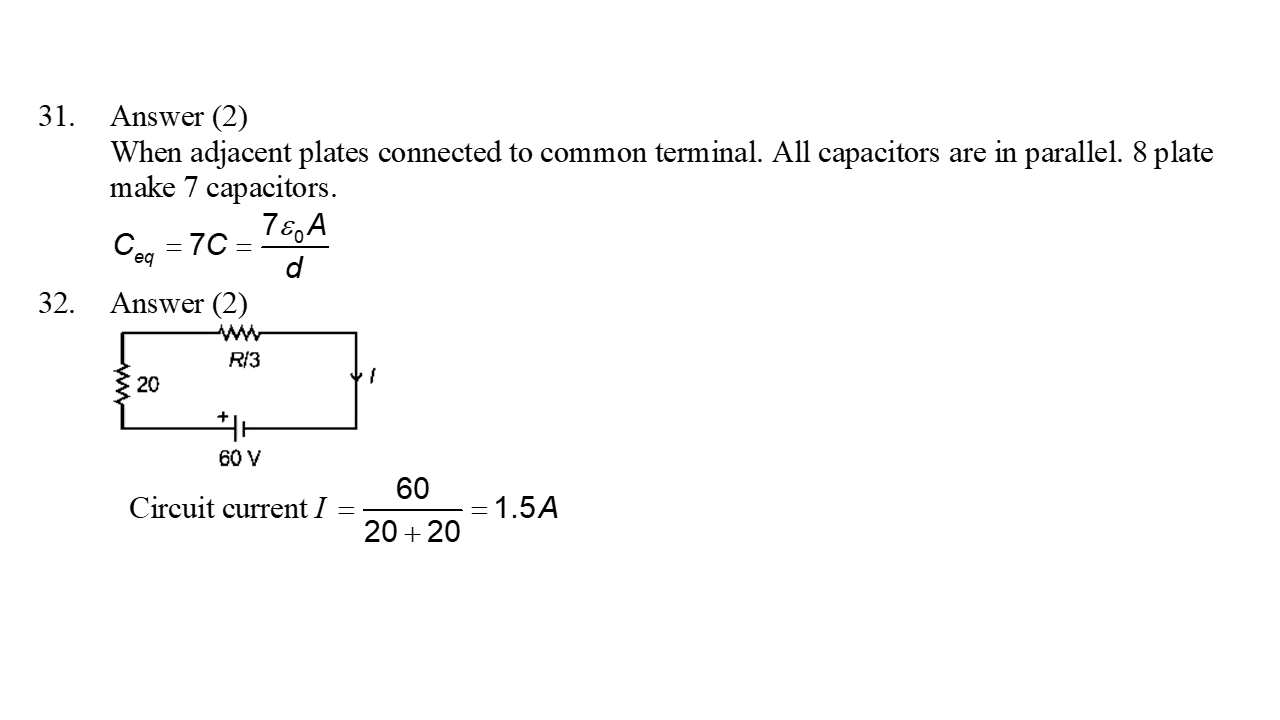 31. Answer (2)
When adjacent plates connected to common terminal. All capacitors are in parallel. 8 plate
make 7 capacitors.
C_eq = 7C = 7ε₀A / d
32. Answer (2)
R/3
20
I
+
60 V
Circuit current I = 60 / (20 + 20) = 1.5A